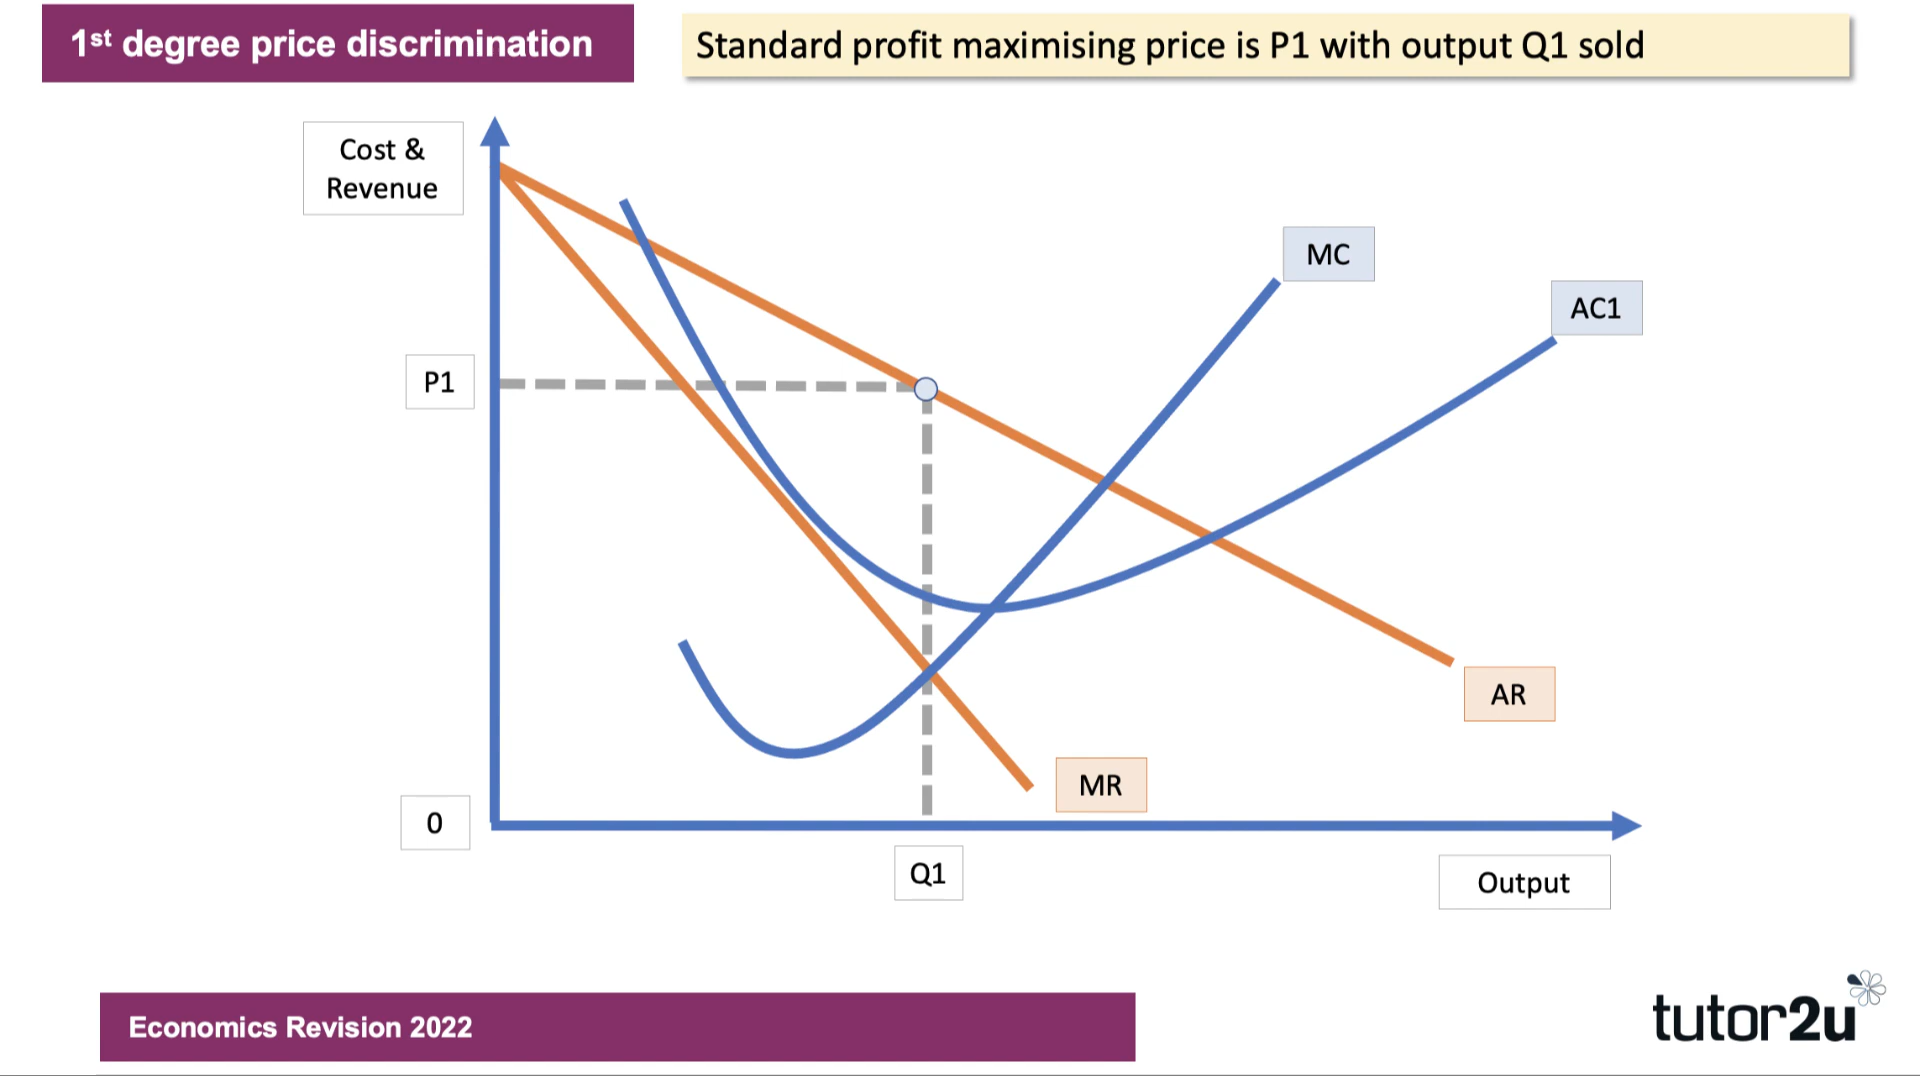 1st degree price discrimination
Standard profit maximising price is P1 with output Q1 sold
Cost &
Revenue
MC
AC1
P1
AR
MR
0
Q1
Output
Economics Revision 2022
tutor2u